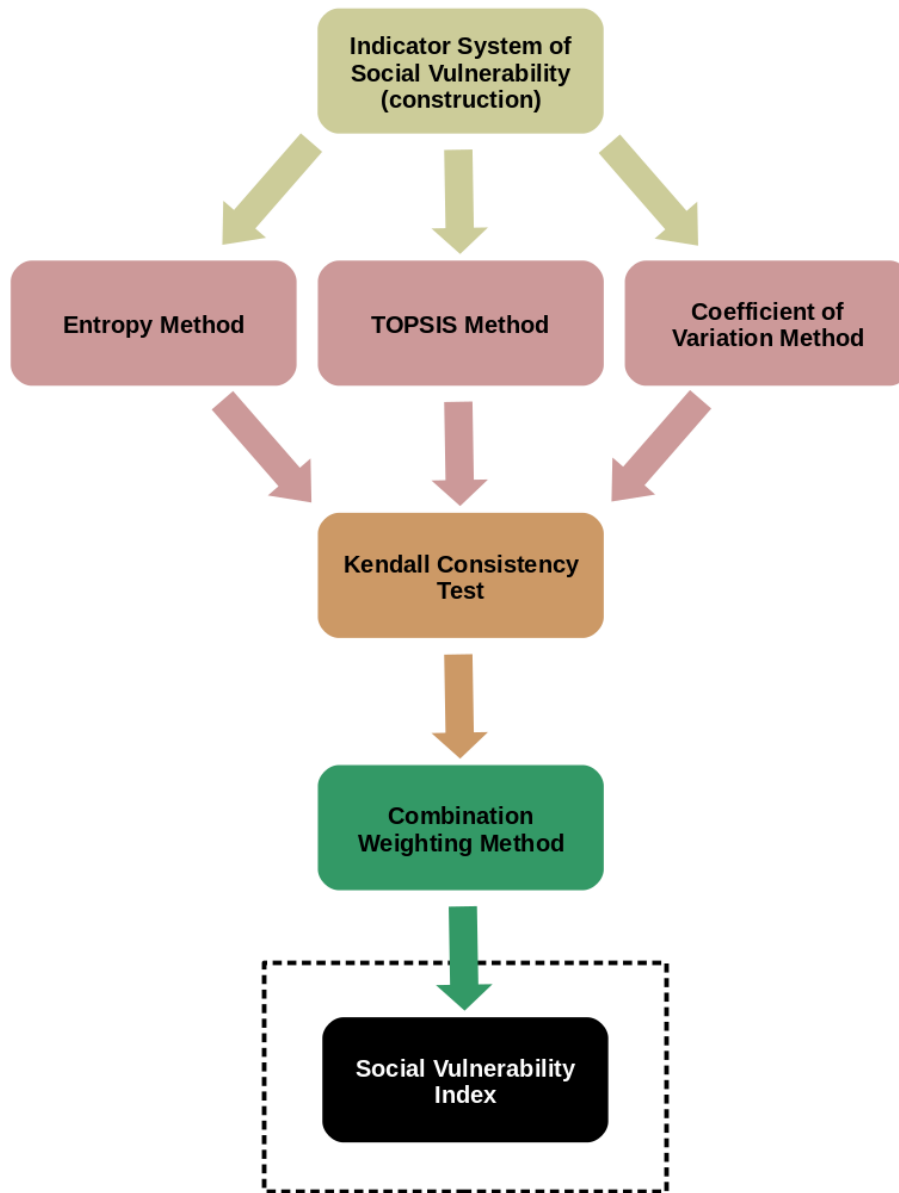 Indicator System of
Social Vulnerability
(construction)
Entropy Method
TOPSIS Method
Coefficient of
Variation Method
Kendall Consistency
Test
Combination
Weighting Method
Social Vulnerability
Index